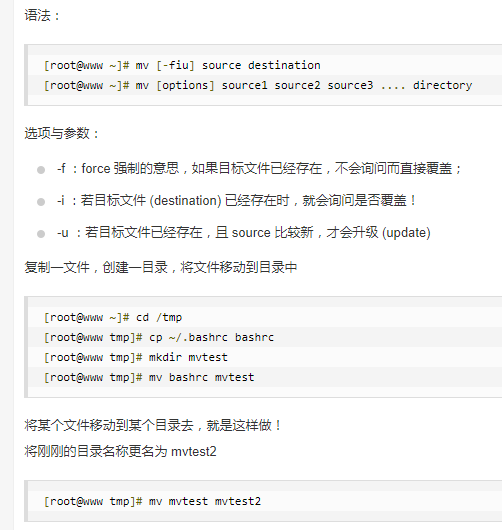 语法：
[root@www ~]# mv [-fiu] source destination
[root@www ~]# mv [options] source1 source2 source3 .... directory
选项与参数：
-f ：force 强制的意思，如果目标文件已经存在，不会询问而直接覆盖；
-i ：若目标文件 (destination) 已经存在时，就会询问是否覆盖！
-u ：若目标文件已经存在，且 source 比较新，才会升级 (update)
复制一文件，创建一目录，将文件移动到目录中
[root@www ~]# cd /tmp
[root@www tmp]# cp ~/.bashrc bashrc
[root@www tmp]# mkdir mvtest
[root@www tmp]# mv bashrc mvtest
将某个文件移动到某个目录去，就是这样做！
将刚刚的目录名称更名为 mvtest2
[root@www tmp]# mv mvtest mvtest2